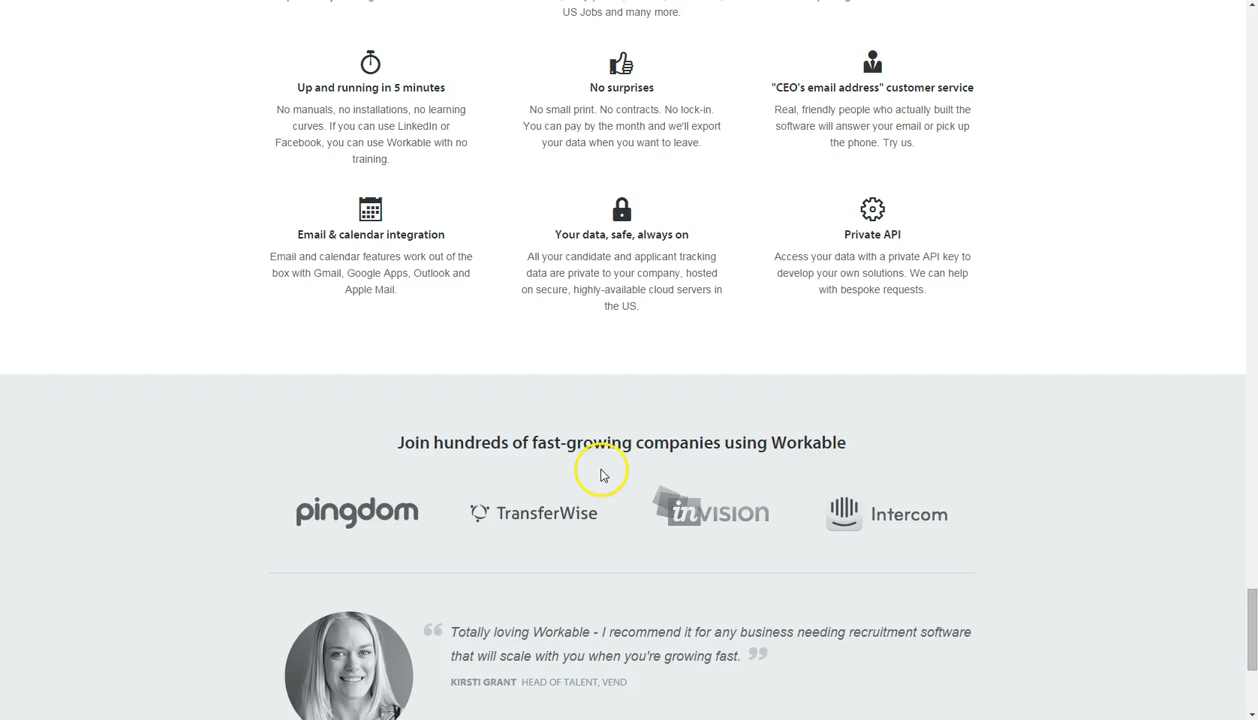 US Jobs and many more.
Up and running in 5 minutes
No manuals, no installations, no learning
curves. If you can use LinkedIn or
Facebook, you can use Workable with no
training.
No surprises
No small print. No contracts. No lock-in.
You can pay by the month and we'll export
your data when you want to leave.
"CEO's email address" customer service
Real, friendly people who actually built the
software will answer your email or pick up
the phone. Try us.
Email & calendar integration
Email and calendar features work out of the
box with Gmail, Google Apps, Outlook and
Apple Mail.
Your data, safe, always on
All your candidate and applicant tracking
data are private to your company, hosted
on secure, highly-available cloud servers in
the US.
Private API
Access your data with a private API key to
develop your own solutions. We can help
with bespoke requests.
Join hundreds of fast-growing companies using Workable
pingdom
TransferWise
invision
Intercom
“ Totally loving Workable - I recommend it for any business needing recruitment software
that will scale with you when you're growing fast. ”
KIRSTI GRANT HEAD OF TALENT, VEND